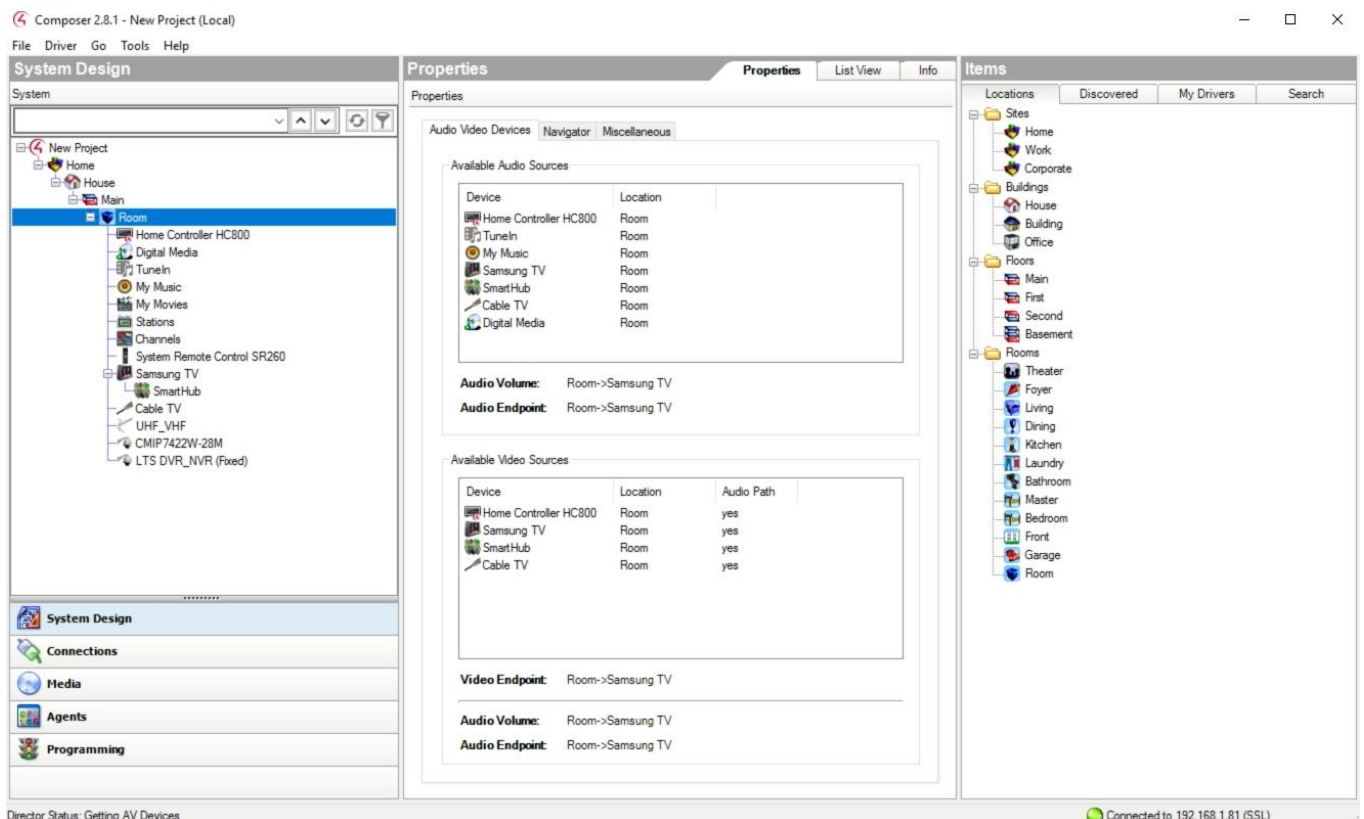 Composer 2.8.1 - New Project (Local)
File Driver Go Tools Help
System Design
System
New Project
Home
House
Main
Room
Home Controller HC800
Digital Media
TuneIn
My Music
My Movies
Stations
Channels
System Remote Control SR260
Samsung TV
SmartHub
Cable TV
UHF_VHF
CMIP7422W-28M
LTS DVR_NVR (Fixed)
System Design
Connections
Media
Agents
Programming
Properties
Properties List View Info
Properties
Audio Video Devices Navigator Miscellaneous
Available Audio Sources
Device Location
Home Controller HC800 Room
TuneIn Room
My Music Room
Samsung TV Room
SmartHub Room
Cable TV Room
Digital Media Room
Audio Volume: Room->Samsung TV
Audio Endpoint: Room->Samsung TV
Available Video Sources
Device Location Audio Path
Home Controller HC800 Room yes
Samsung TV Room yes
SmartHub Room yes
Cable TV Room yes
Video Endpoint: Room->Samsung TV
Audio Volume: Room->Samsung TV
Audio Endpoint: Room->Samsung TV
Items
Locations Discovered My Drivers Search
Sites
Home
Work
Corporate
Buildings
House
Building
Office
Floors
Main
First
Second
Basement
Rooms
Theater
Foyer
Living
Dining
Kitchen
Laundry
Bathroom
Master
Bedroom
Front
Garage
Room
Director Status: Getting AV Devices
Connected to 192.168.1.81 (SSL)